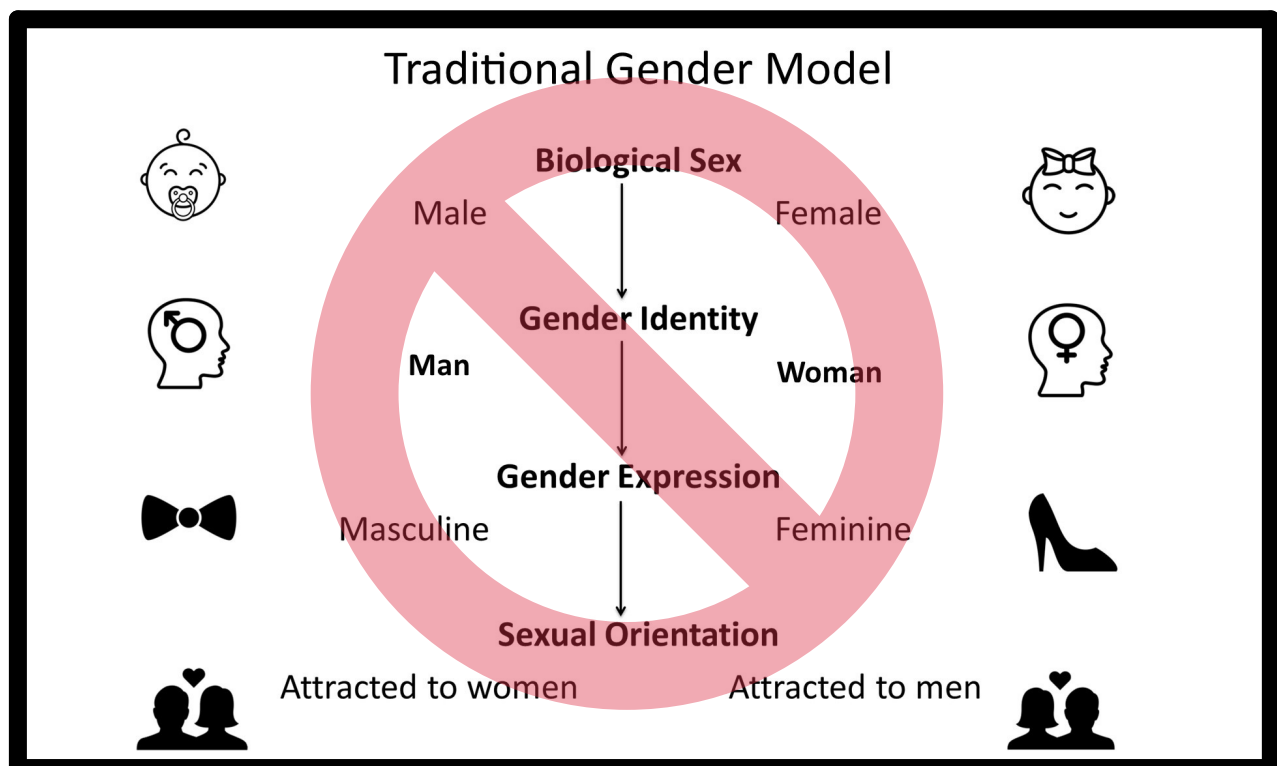 Traditional Gender Model
Biological Sex
Male Female
Gender Identity
Man Woman
Gender Expression
Masculine Feminine
Sexual Orientation
Attracted to women Attracted to men